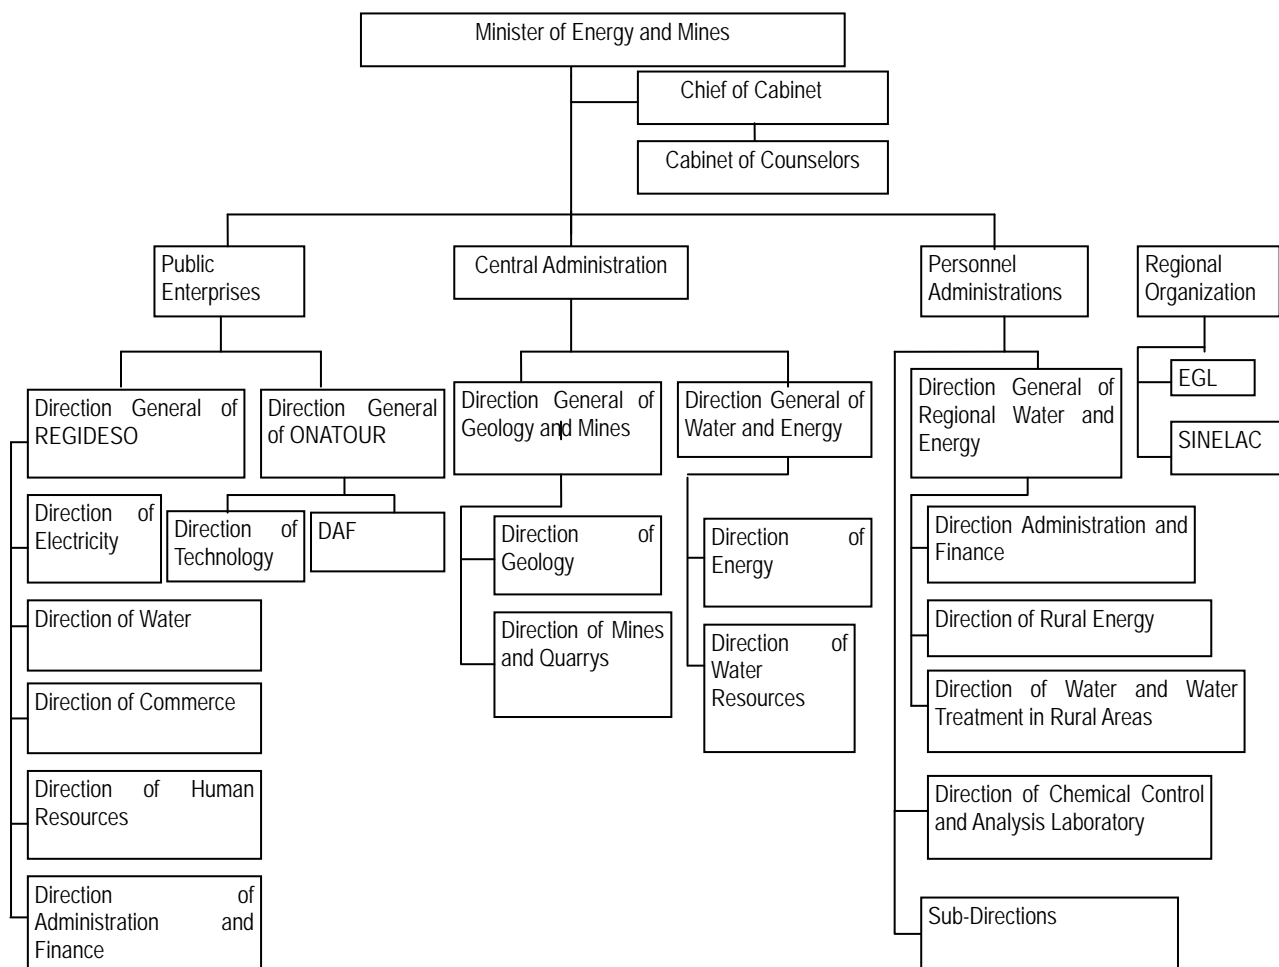 Minister of Energy and Mines
Chief of Cabinet
Cabinet of Counselors
Public
Enterprises
Central Administration
Personnel
Administrations
Regional
Organization
Direction General of
REGIDESO
Direction General
of ONATOUR
Direction General of
Geology and Mines
Direction General of
Water and Energy
Direction General of
Regional Water and
Energy
EGL
SINELAC
Direction of
Electricity
Direction of
Technology
DAF
Direction of
Geology
Direction of
Energy
Direction Administration and
Finance
Direction of Water
Direction of Mines
and Quarrys
Direction of
Water
Resources
Direction of Rural Energy
Direction of Commerce
Direction of Water and Water
Treatment in Rural Areas
Direction of Human
Resources
Direction of Chemical Control
and Analysis Laboratory
Direction of
Administration and
Finance
Sub-Directions